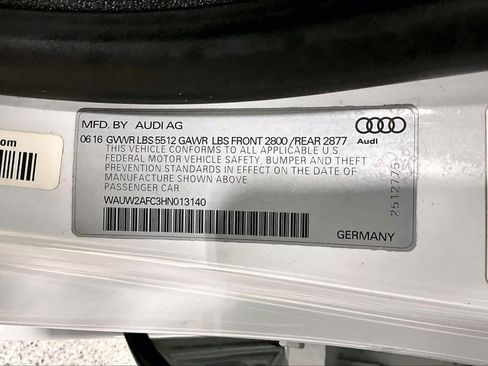 MFD. BY AUDI AG
06 16 GVWR LBS 5512 GAWR LBS FRONT 2800 /REAR 2877
THIS VEHICLE CONFORMS TO ALL APPLICABLE U.S.
FEDERAL MOTOR VEHICLE SAFETY, BUMPER AND THEFT
PREVENTION STANDARDS IN EFFECT ON THE DATE OF
MANUFACTURE SHOWN ABOVE
PASSENGER CAR
WAUW2AFC3HN013140
GERMANY
Audi
2512775
.com